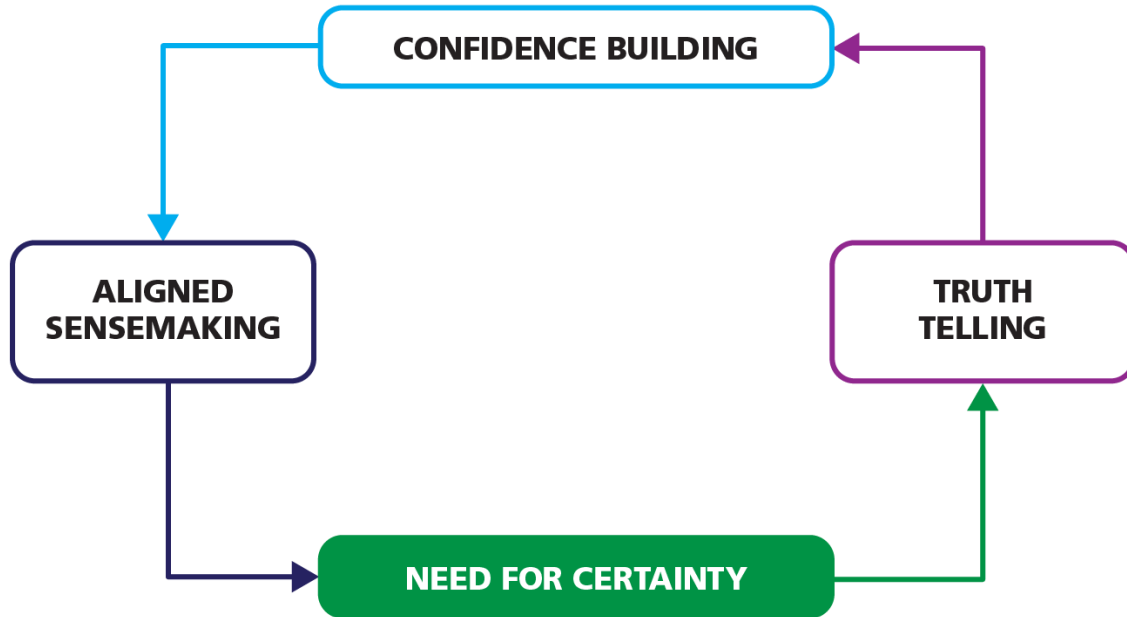 CONFIDENCE BUILDING
ALIGNED
SENSEMAKING
TRUTH
TELLING
NEED FOR CERTAINTY